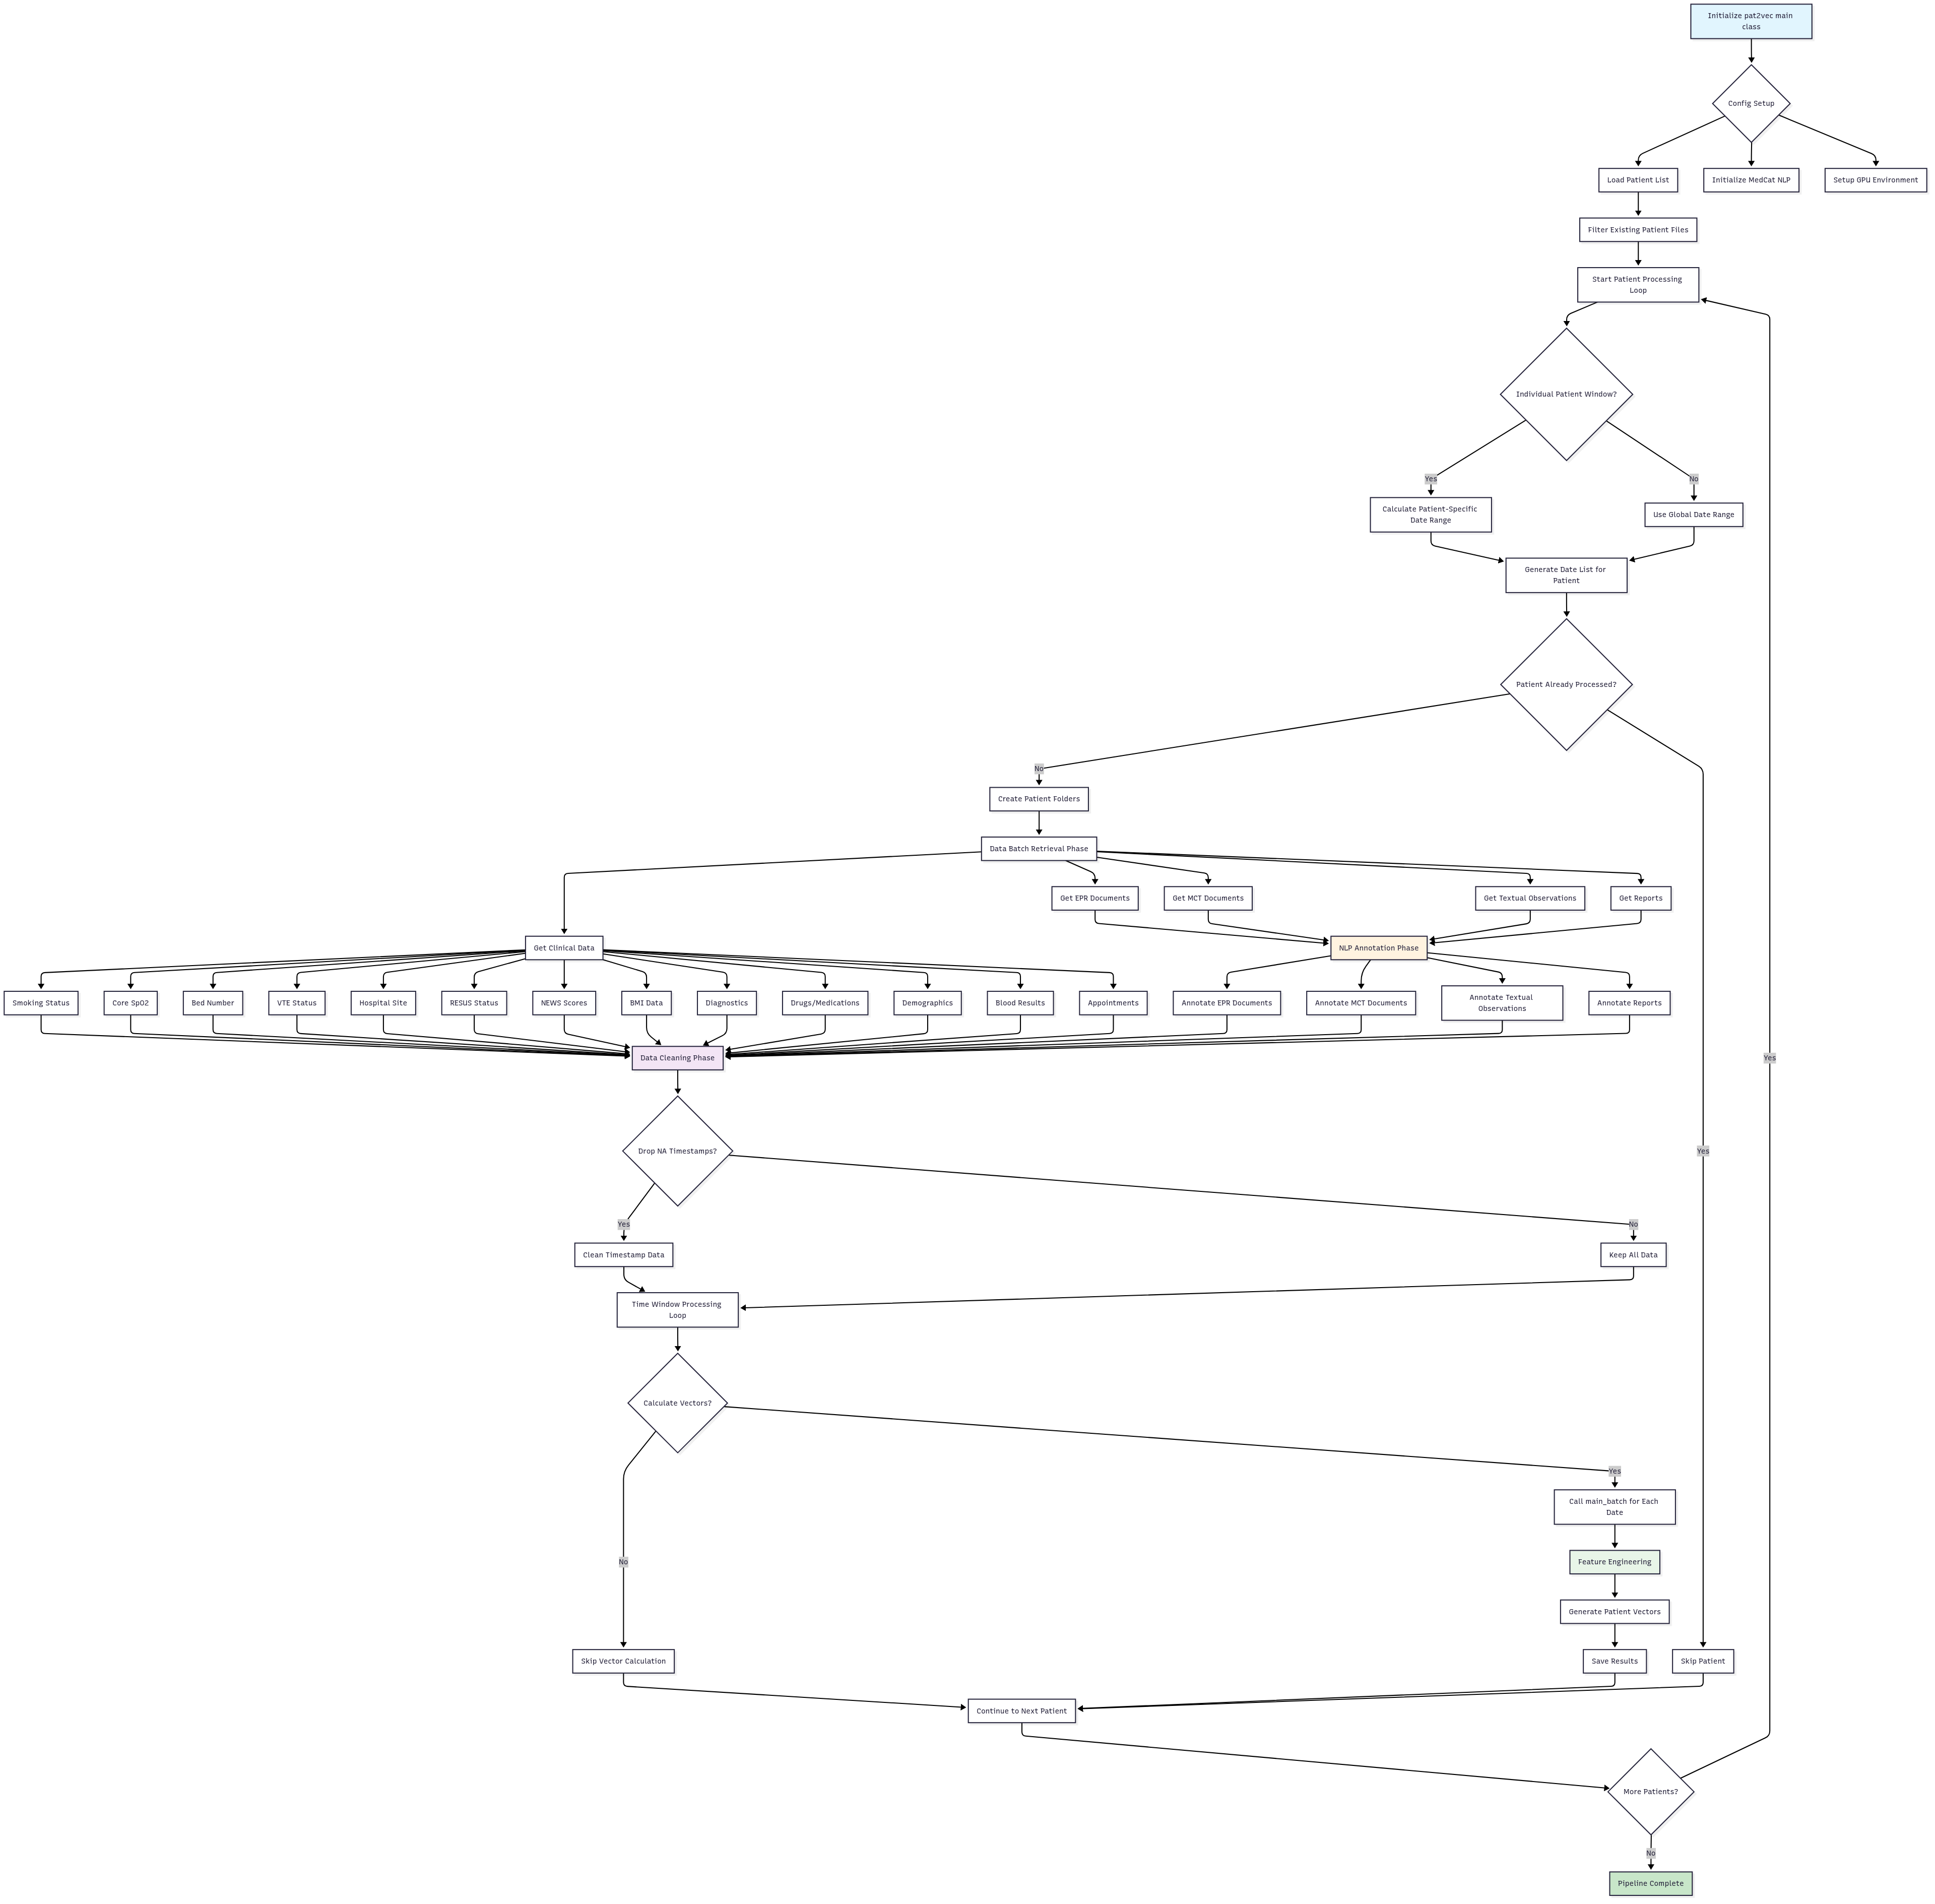 Initialize pat2vec main
class
Config Setup
Load Patient List
Initialize MedCat NLP
Setup GPU Environment
Filter Existing Patient Files
Start Patient Processing
Loop
Individual Patient Window?
Yes
No
Calculate Patient-Specific
Date Range
Use Global Date Range
Generate Date List for
Patient
Patient Already Processed?
No
Create Patient Folders
Data Batch Retrieval Phase
Get EPR Documents
Get MCT Documents
Get Textual Observations
Get Reports
Get Clinical Data
NLP Annotation Phase
Smoking Status
Core SpO2
Bed Number
VTE Status
Hospital Site
RESUS Status
NEWS Scores
BMI Data
Diagnostics
Drugs/Medications
Demographics
Blood Results
Appointments
Annotate EPR Documents
Annotate MCT Documents
Annotate Textual
Observations
Annotate Reports
Data Cleaning Phase
Yes
Drop NA Timestamps?
Yes
Yes
No
Clean Timestamp Data
Keep All Data
Time Window Processing
Loop
Calculate Vectors?
Yes
Call main_batch for Each
Date
No
Feature Engineering
Generate Patient Vectors
Skip Vector Calculation
Save Results
Skip Patient
Continue to Next Patient
More Patients?
No
Pipeline Complete